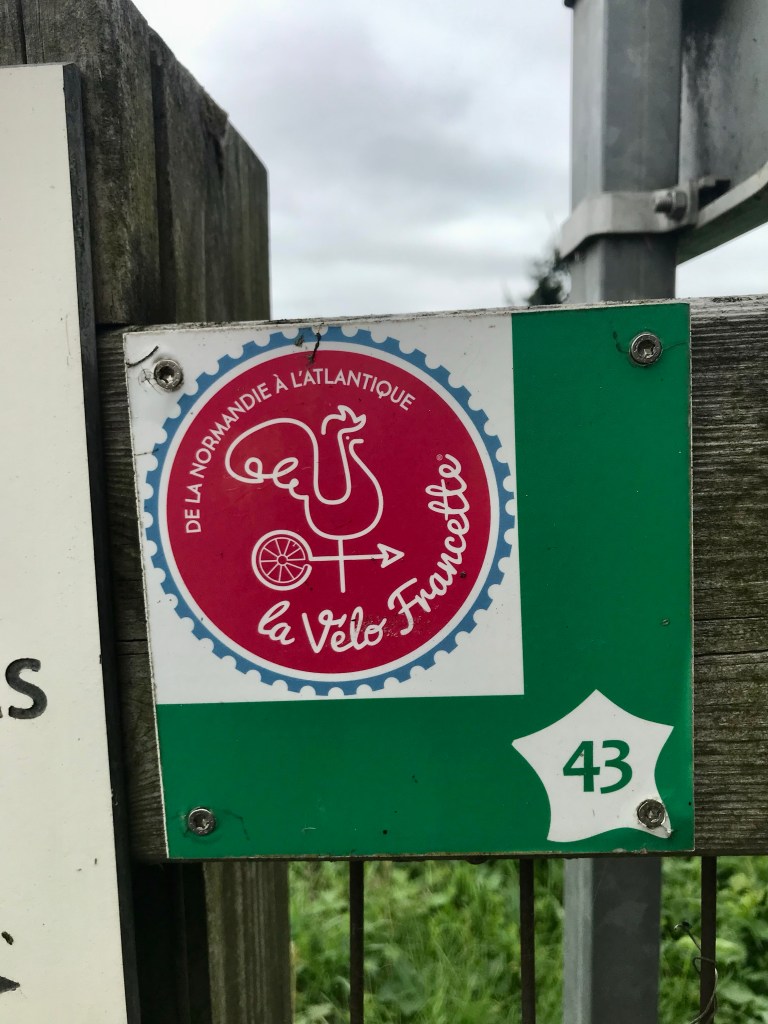 DE LA NORMANDIE À L'ATLANTIQUE
la Vélo Francette®
43
s